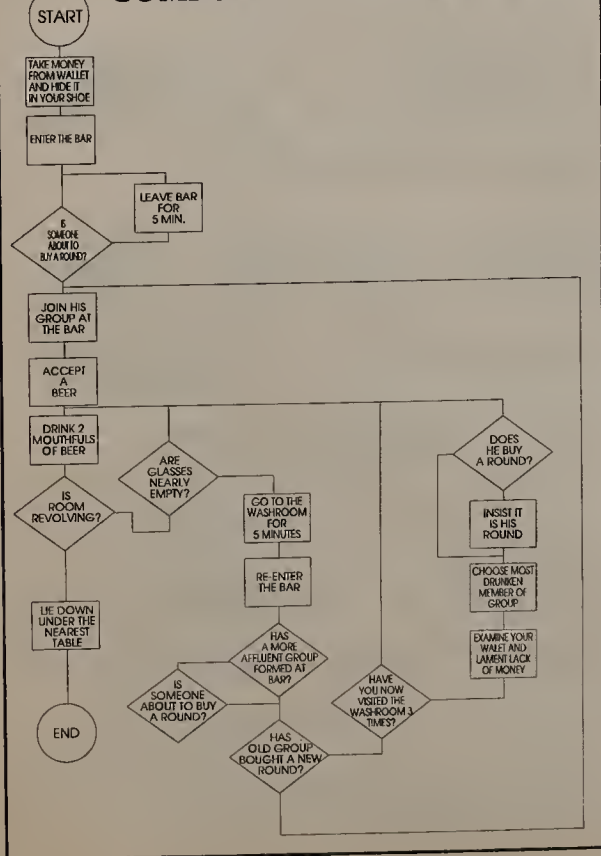 START
TAKE MONEY
FROM WALLET
AND HIDE IT
IN YOUR SHOE
ENTER THE BAR
LEAVE BAR
FOR
5 MIN.
IS
SOMEONE
ABOUT TO
BUY A ROUND?
JOIN HIS
GROUP AT
THE BAR
ACCEPT
A
BEER
DRINK 2
MOUTHFULS
OF BEER
IS
ROOM
REVOLVING?
LIE DOWN
UNDER THE
NEAREST
TABLE
END
ARE
GLASSES
NEARLY
EMPTY?
GO TO THE
WASHROOM
FOR
5 MINUTES
RE-ENTER
THE BAR
HAS
A MORE
AFFLUENT GROUP
FORMED AT
BAR?
IS
SOMEONE
ABOUT TO BUY
A ROUND?
HAS
OLD GROUP
BOUGHT A NEW
ROUND?
HAVE
YOU NOW
VISITED THE
WASHROOM 3
TIMES?
DOES
HE BUY
A ROUND?
INSIST IT
IS HIS
ROUND
CHOOSE MOST
DRUNKEN
MEMBER OF
GROUP
EXAMINE YOUR
WALET AND
LAMENT LACK
OF MONEY